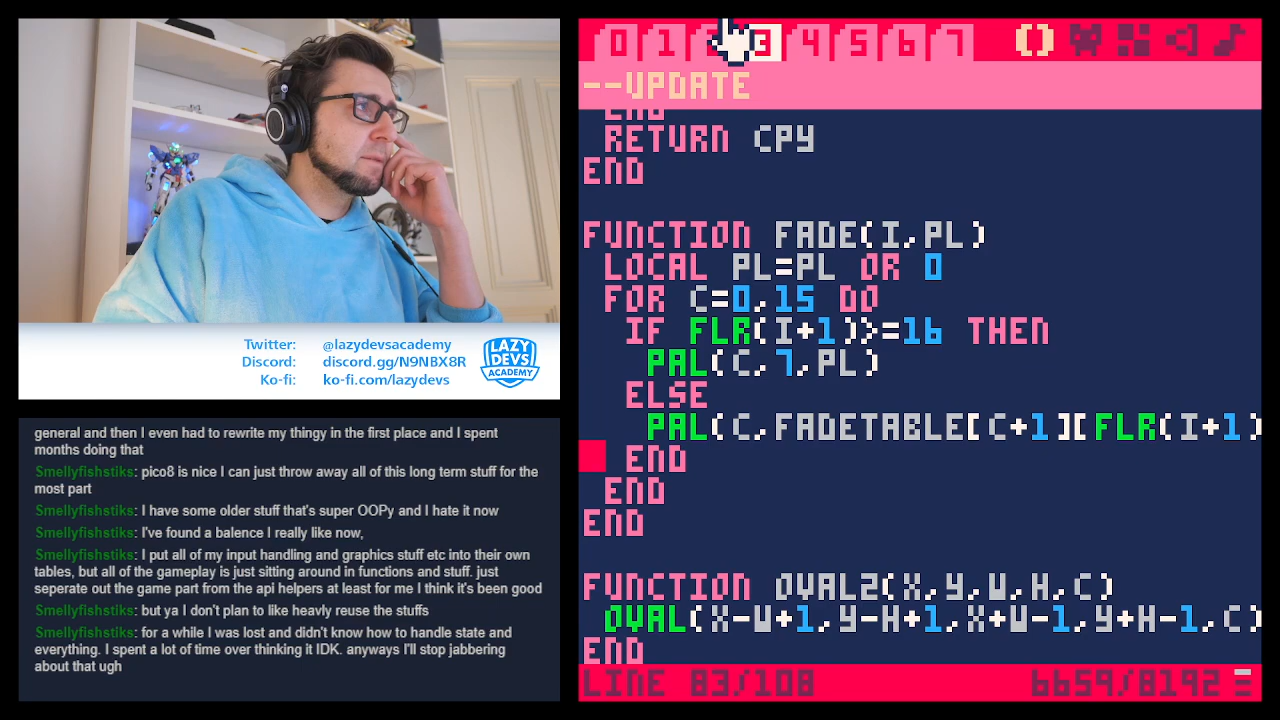 Twitter: @lazydevsacademy
Discord: discord.gg/N9NBX8R
Ko-fi: ko-fi.com/lazydevs
LAZY
DEVS
ACADEMY
general and then I even had to rewrite my thingy in the first place and I spent
months doing that
Smellyfishstiks: pico8 is nice I can just throw away all of this long term stuff for the
most part
Smellyfishstiks: I have some older stuff that's super OOPy and I hate it now
Smellyfishstiks: I've found a balence I really like now,
Smellyfishstiks: I put all of my input handling and graphics stuff etc into their own
tables, but all of the gameplay is just sitting around in functions and stuff. just
seperate out the game part from the api helpers at least for me I think it's been good
Smellyfishstiks: but ya I don't plan to like heavly reuse the stuffs
Smellyfishstiks: for a while I was lost and didn't know how to handle state and
everything. I spent a lot of time over thinking it IDK. anyways I'll stop jabbering
about that ugh
0 1 3 4 5 6 7 ()
--UPDATE
END
RETURN CPY
END
FUNCTION FADE(I,PL)
LOCAL PL=PL OR 0
FOR C=0,15 DO
IF FLR(I+1)>=16 THEN
PAL(C,7,PL)
ELSE
PAL(C,FADETABLE[C+1][FLR(I+1)
END
END
END
FUNCTION OVAL2(X,Y,W,H,C)
OVAL(X-W+1,Y-H+1,X+W-1,Y+H-1,C)
END
LINE 83/108 6659/8192